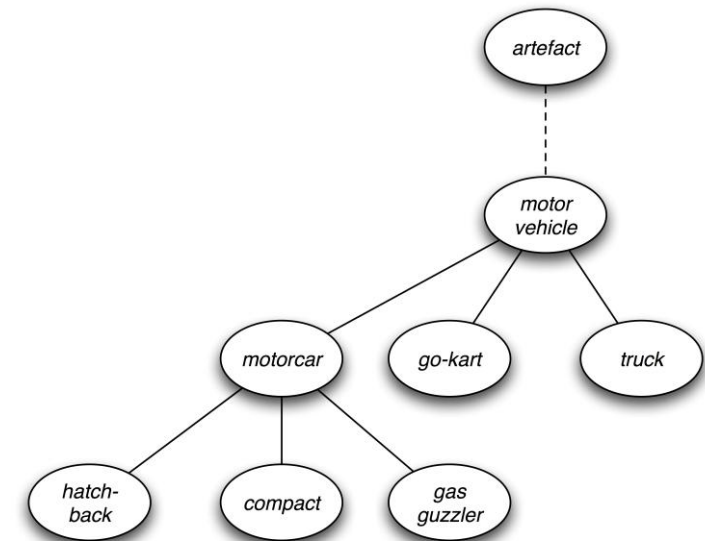 artefact
motor
vehicle
motorcar
go-kart
truck
hatch-
back
compact
gas
guzzler